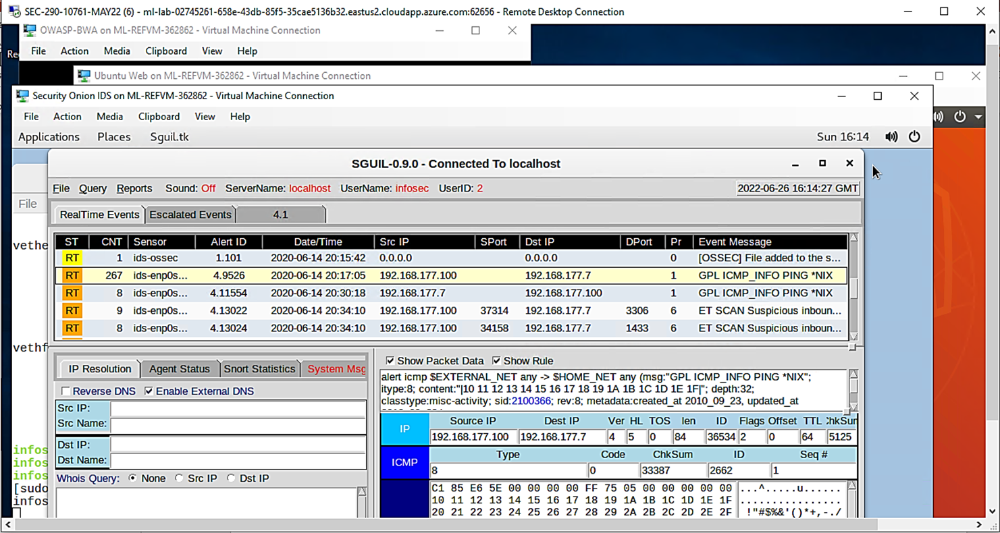 SEC-290-10761-MAY22 (6) - ml-lab-02745261-658e-43db-85f5-35cae5136b32.eastus2.cloudapp.azure.com:62656 - Remote Desktop Connection
OWASP-BWA on ML-REFVM-362862 - Virtual Machine Connection
Re
File Action Media Clipboard View Help
Ubuntu Web on ML-REFVM-362862 - Virtual Machine Connection
Security Onion IDS on ML-REFVM-362862 - Virtual Machine Connection
File Action Media Clipboard View Help
Applications Places Sguil.tk Sun 16:14
SGUIL-0.9.0 - Connected To localhost
File Query Reports Sound: Off ServerName: localhost UserName: infosec UserID: 2 2022-06-26 16:14:27 GMT
File
RealTime Events Escalated Events 4.1
ST CNT Sensor Alert ID Date/Time Src IP SPort Dst IP DPort Pr Event Message
vethe
RT 1 ids-ossec 1.101 2020-06-14 20:15:42 0.0.0.0 0.0.0.0 0 [OSSEC] File added to the s...
RT 267 ids-enp0s... 4.9526 2020-06-14 20:17:05 192.168.177.100 192.168.177.7 1 GPL ICMP_INFO PING *NIX
RT 8 ids-enp0s... 4.11554 2020-06-14 20:30:18 192.168.177.7 192.168.177.100 1 GPL ICMP_INFO PING *NIX
RT 9 ids-enp0s... 4.13022 2020-06-14 20:34:10 192.168.177.100 37314 192.168.177.7 3306 6 ET SCAN Suspicious inboun...
RT 8 ids-enp0s... 4.13024 2020-06-14 20:34:10 192.168.177.100 34158 192.168.177.7 1433 6 ET SCAN Suspicious inboun...
vethf
IP Resolution Agent Status Snort Statistics System Msg
Reverse DNS Enable External DNS
Src IP:
Src Name:
Dst IP:
Dst Name:
Whois Query: None Src IP Dst IP
infos
infos
infos
[sudo
infos
Show Packet Data Show Rule
alert icmp $EXTERNAL_NET any -> $HOME_NET any (msg:"GPL ICMP_INFO PING *NIX";
itype:8; content:"|10 11 12 13 14 15 16 17 18 19 1A 1B 1C 1D 1E 1F|"; depth:32;
classtype:misc-activity; sid:2100366; rev:8; metadata:created_at 2010_09_23, updated_at
IP Source IP Dest IP Ver HL TOS len ID Flags Offset TTL ChkSum
192.168.177.100 192.168.177.7 4 5 0 84 36534 2 0 64 5125
ICMP Type Code ChkSum ID Seq #
8 0 33387 2662 1
C1 85 E6 5E 00 00 00 00 FF 75 05 00 00 00 00 00 ...^.....u......
10 11 12 13 14 15 16 17 18 19 1A 1B 1C 1D 1E 1F ................
20 21 22 23 24 25 26 27 28 29 2A 2B 2C 2D 2E 2F !"#$%&'()*+,-./